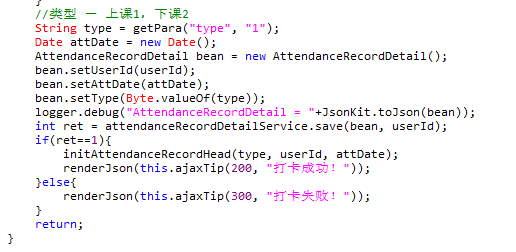 }
//类型 一 上课1，下课2
String type = getPara("type", "1");
Date attDate = new Date();
AttendanceRecordDetail bean = new AttendanceRecordDetail();
bean.setUserId(userId);
bean.setAttDate(attDate);
bean.setType(Byte.valueOf(type));
logger.debug("AttendanceRecordDetail = "+JsonKit.toJson(bean));
int ret = attendanceRecordDetailService.save(bean, userId);
if(ret==1){
initAttendanceRecordHead(type, userId, attDate);
renderJson(this.ajaxTip(200, "打卡成功！"));
}else{
renderJson(this.ajaxTip(300, "打卡失败！"));
}
return;
}